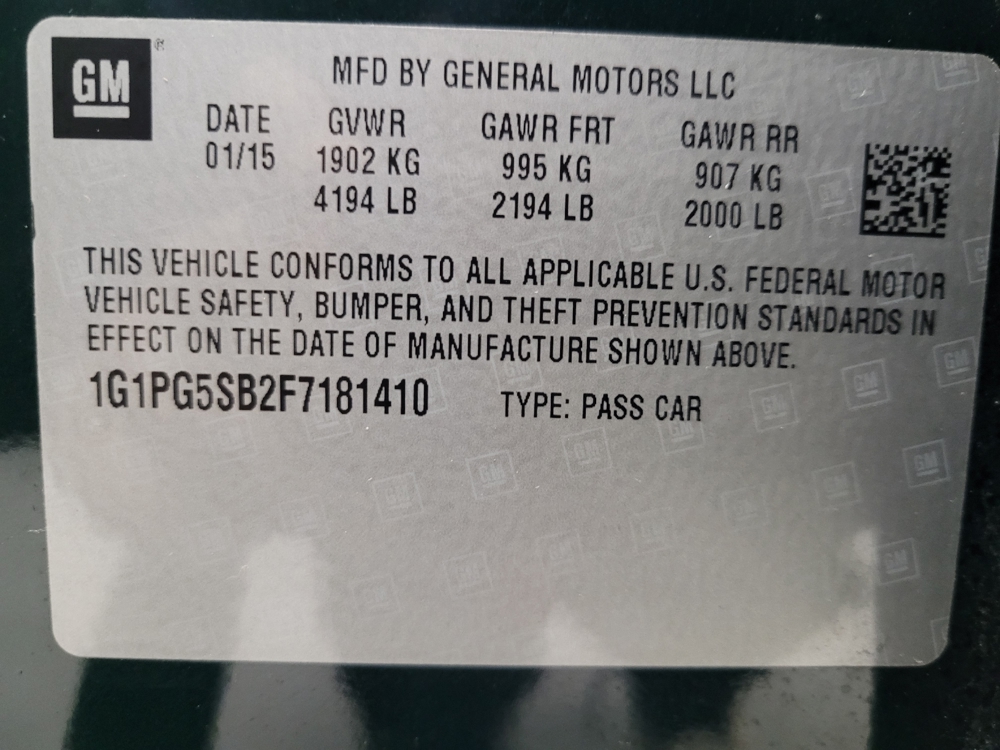 GM ®
MFD BY GENERAL MOTORS LLC
DATE GVWR GAWR FRT GAWR RR
01/15 1902 KG 995 KG 907 KG
4194 LB 2194 LB 2000 LB
THIS VEHICLE CONFORMS TO ALL APPLICABLE U.S. FEDERAL MOTOR
VEHICLE SAFETY, BUMPER, AND THEFT PREVENTION STANDARDS IN
EFFECT ON THE DATE OF MANUFACTURE SHOWN ABOVE.
1G1PG5SB2F7181410 TYPE: PASS CAR